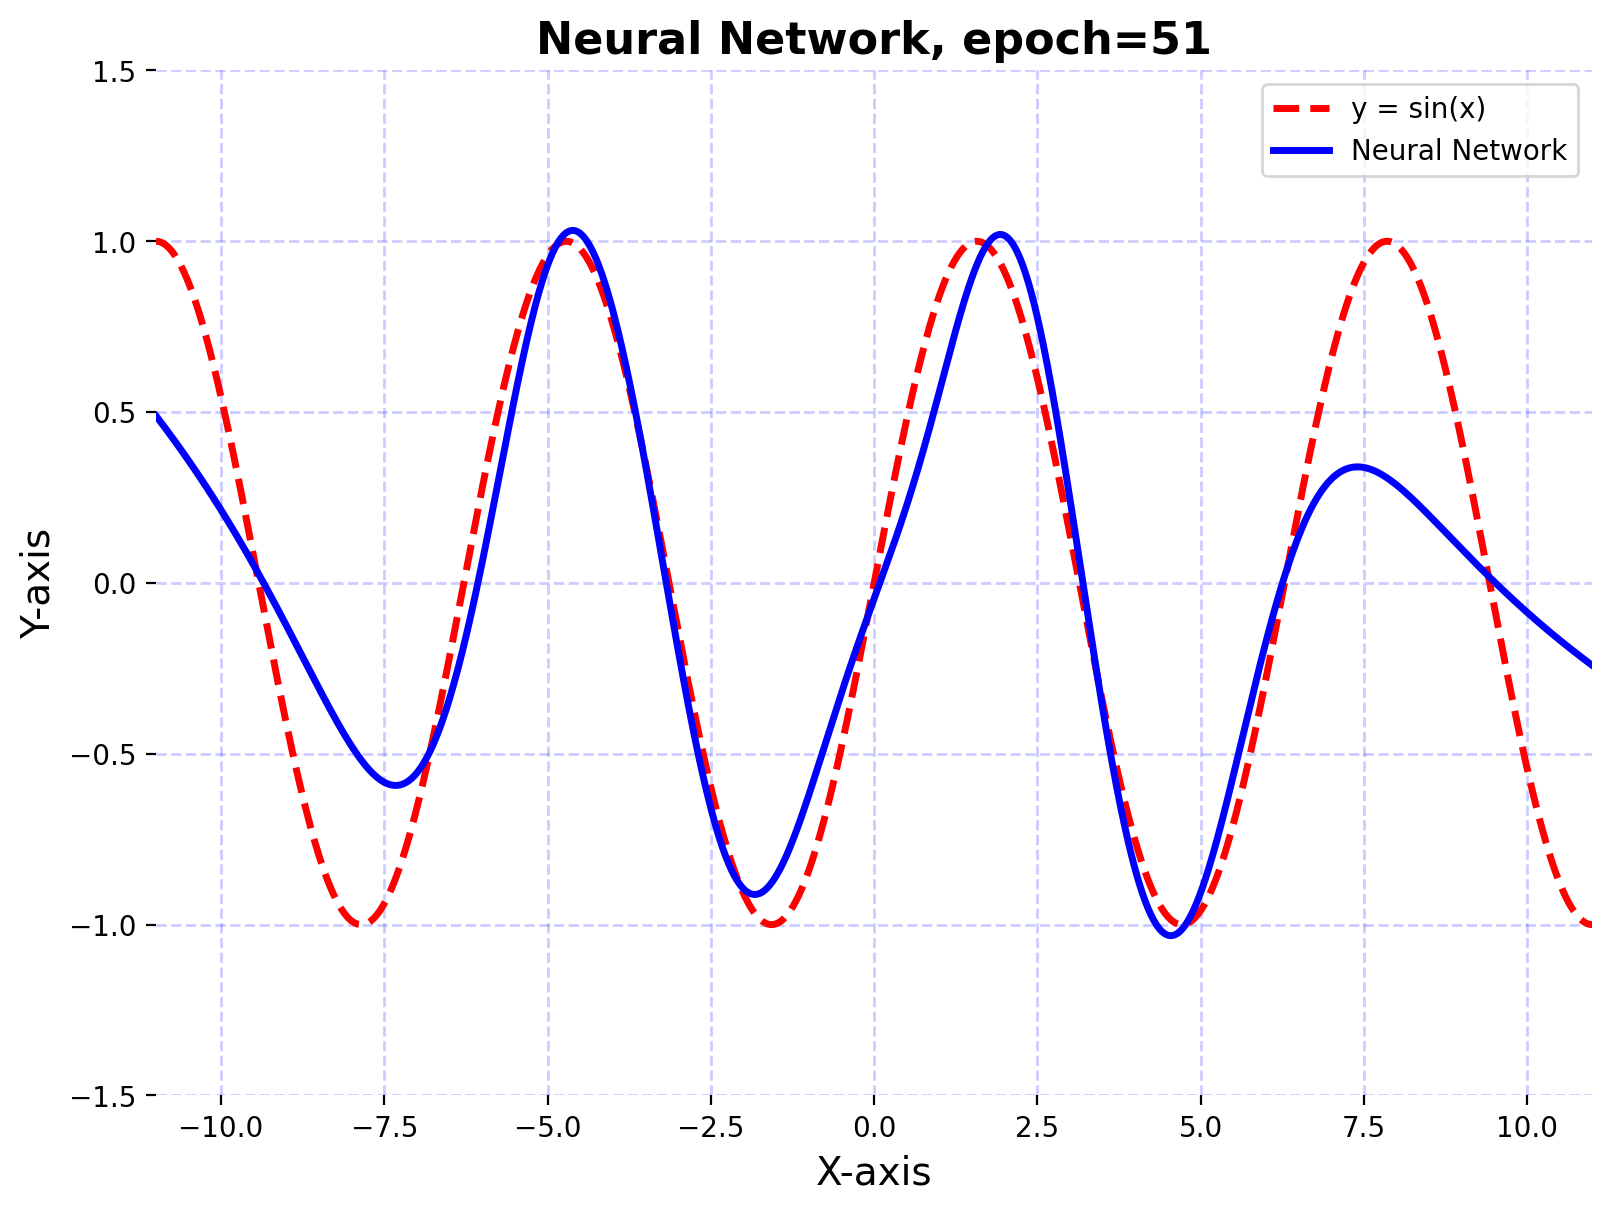 Neural Network, epoch=51
1.5
1.0
0.5
0.0
−0.5
−1.0
−1.5
Y-axis
y = sin(x)
Neural Network
−10.0 −7.5 −5.0 −2.5 0.0 2.5 5.0 7.5 10.0
X-axis